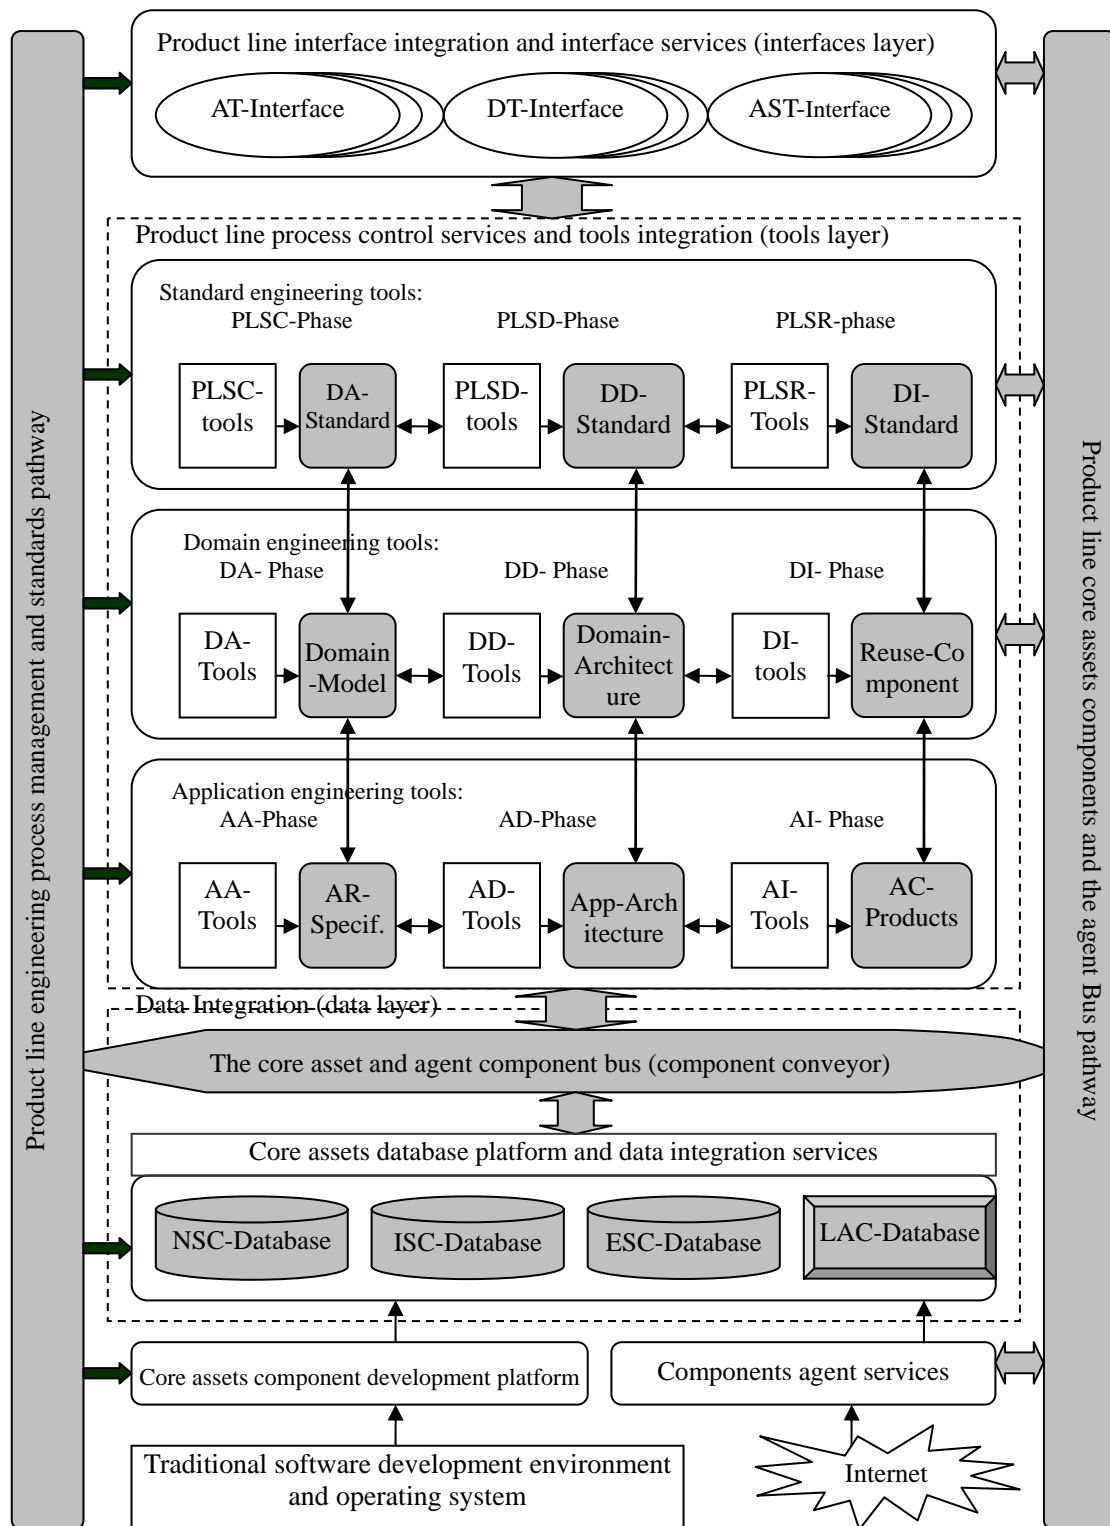 Product line interface integration and interface services (interfaces layer)
AT-Interface
DT-Interface
AST-Interface
Product line process control services and tools integration (tools layer)
Standard engineering tools:
PLSC-Phase
PLSD-Phase
PLSR-phase
PLSC-
tools
DA-
Standard
PLSD-
tools
DD-
Standard
PLSR-
Tools
DI-
Standard
Domain engineering tools:
DA- Phase
DD- Phase
DI- Phase
DA-
Tools
Domain
-Model
DD-
Tools
Domain-
Architect
ure
DI-
tools
Reuse-Co
mponent
Application engineering tools:
AA-Phase
AD-Phase
AI- Phase
AA-
Tools
AR-
Specif.
AD-
Tools
App-Arch
itecture
AI-
Tools
AC-
Products
Data Integration (data layer)
The core asset and agent component bus (component conveyor)
Core assets database platform and data integration services
NSC-Database
ISC-Database
ESC-Database
LAC-Database
Core assets component development platform
Components agent services
Traditional software development environment
and operating system
Internet
Product line engineering process management and standards pathway
Product line core assets components and the agent Bus pathway